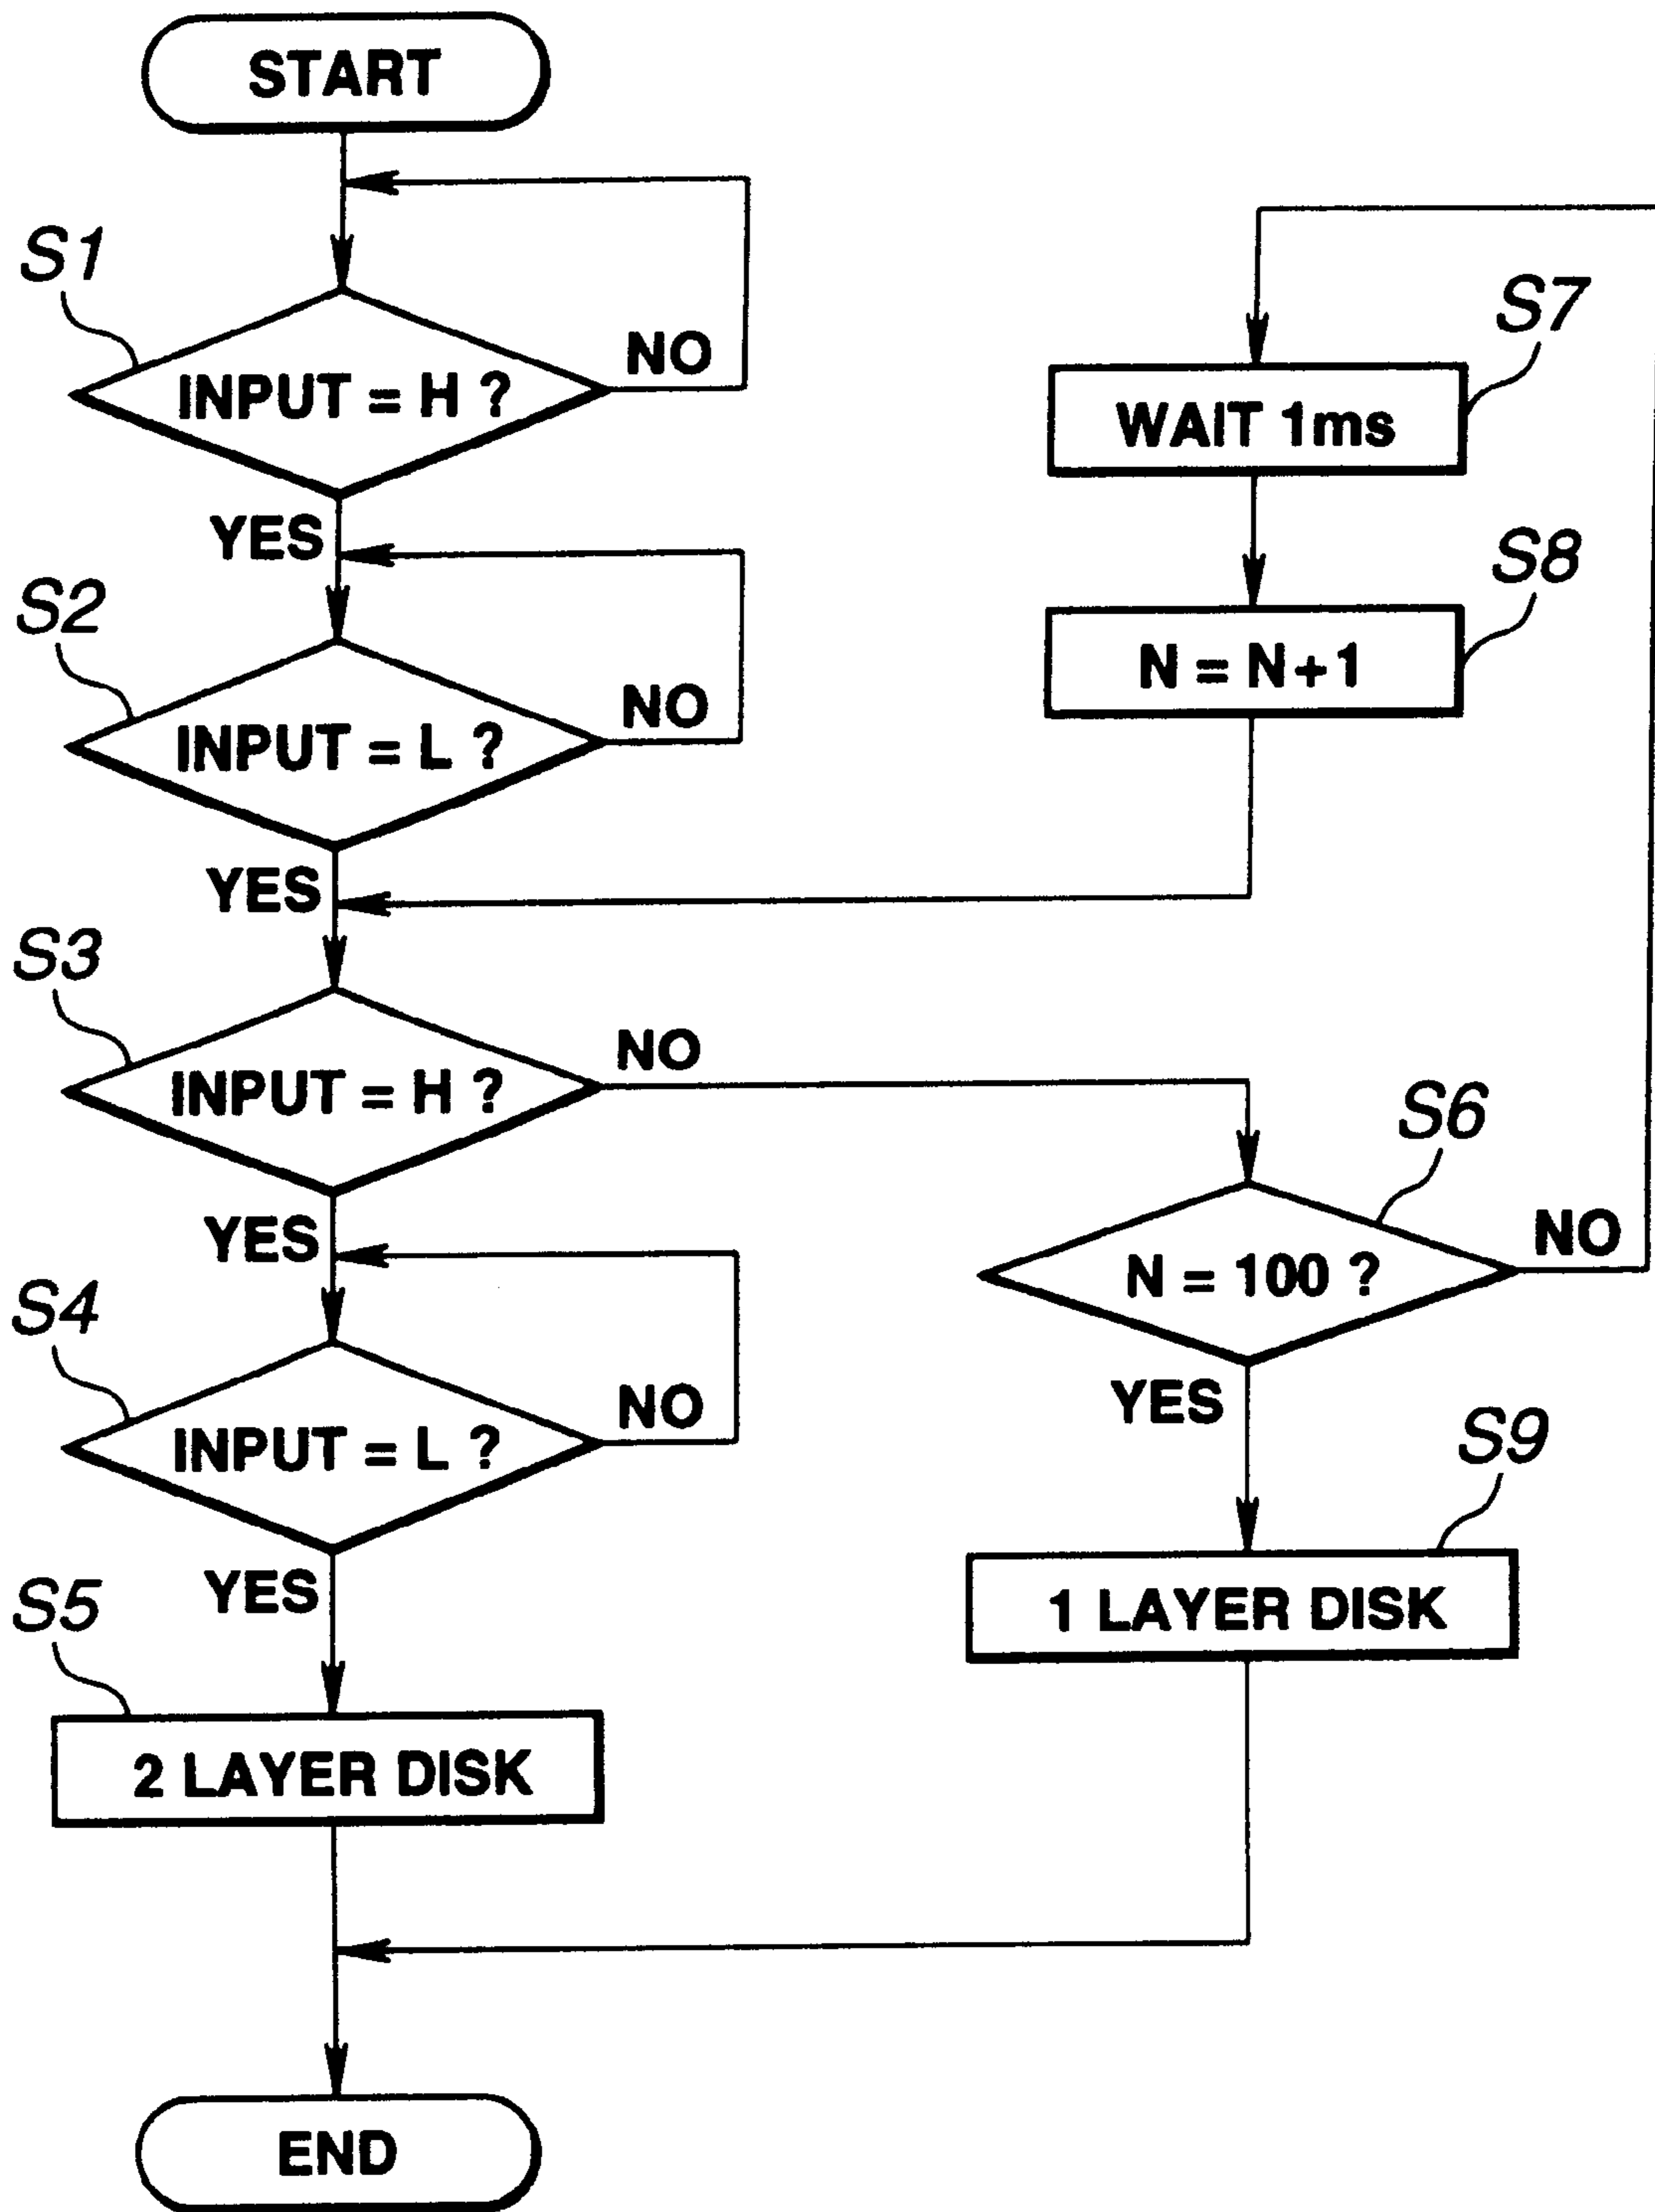 START
S1
INPUT = H ?
NO
YES
S2
INPUT = L ?
NO
YES
S3
INPUT = H ?
NO
YES
S4
INPUT = L ?
NO
YES
S5
2 LAYER DISK
S7
WAIT 1ms
S8
N = N+1
S6
N = 100 ?
NO
YES
S9
1 LAYER DISK
END